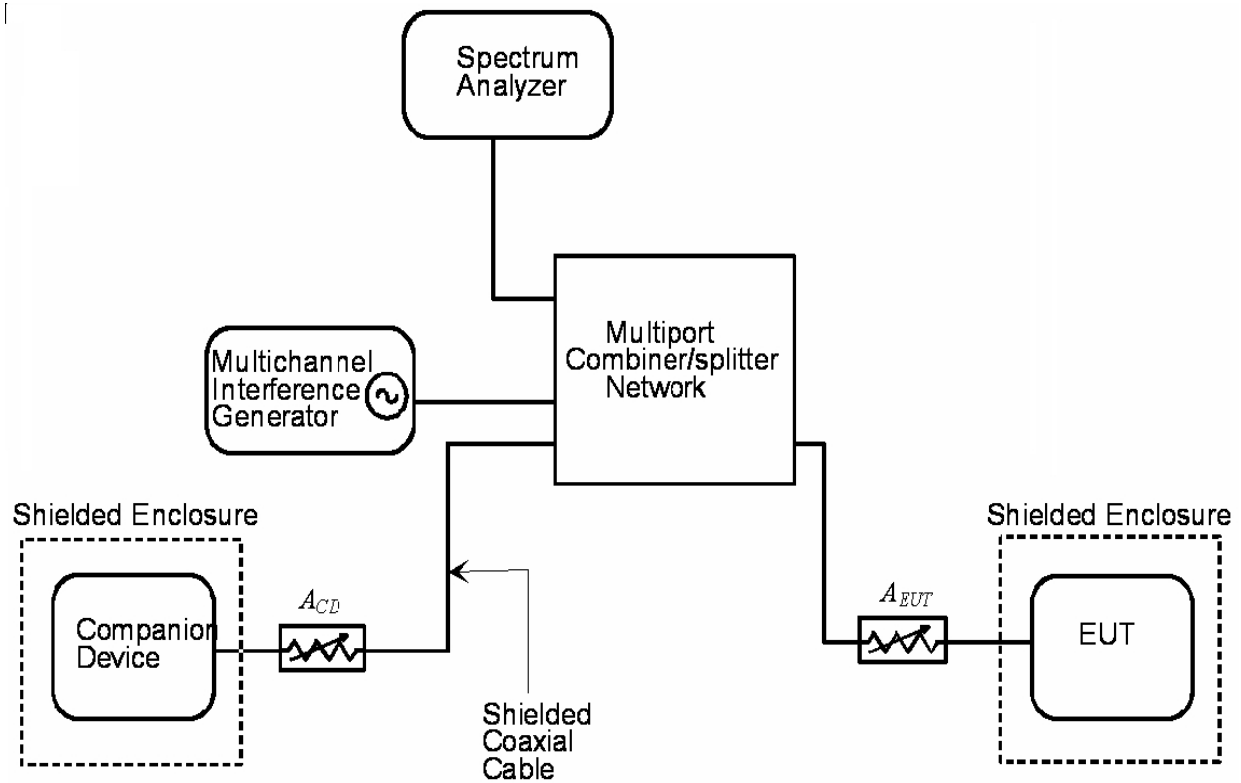 Spectrum
Analyzer
Multiport
Combiner/splitter
Network
Multichannel
Interference
Generator
Shielded Enclosure
Shielded Enclosure
A_CD
A_EUT
Companion
Device
EUT
Shielded
Coaxial
Cable